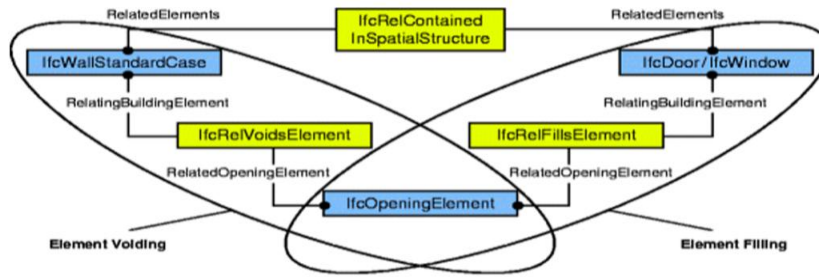 RelatedElements
IfcRelContained
InSpatialStructure
RelatedElements
IfcWallStandardCase
IfcDoor/IfcWindow
RelatingBuildingElement
RelatingBuildingElement
IfcRelVoidsElement
IfcRelFillsElement
RelatedOpeningElement
RelatedOpeningElement
IfcOpeningElement
Element Voiding
Element Filling